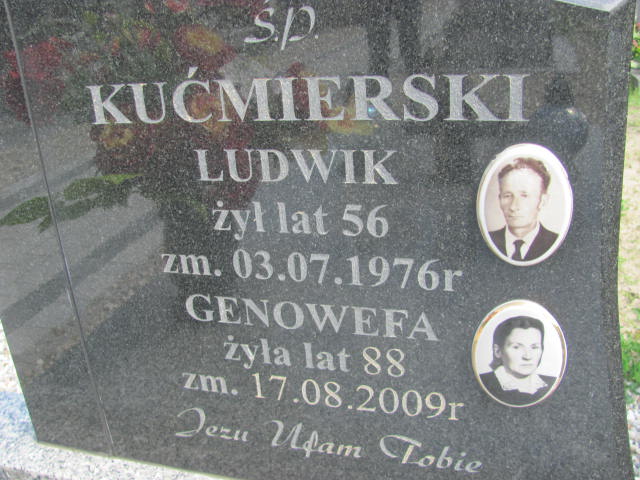 Ś.P.
KUĆMIERSKI
LUDWIK
żył lat 56
zm. 03.07.1976r
GENOWEFA
żyła lat 88
zm. 17.08.2009r
Jezu Ufam Tobie